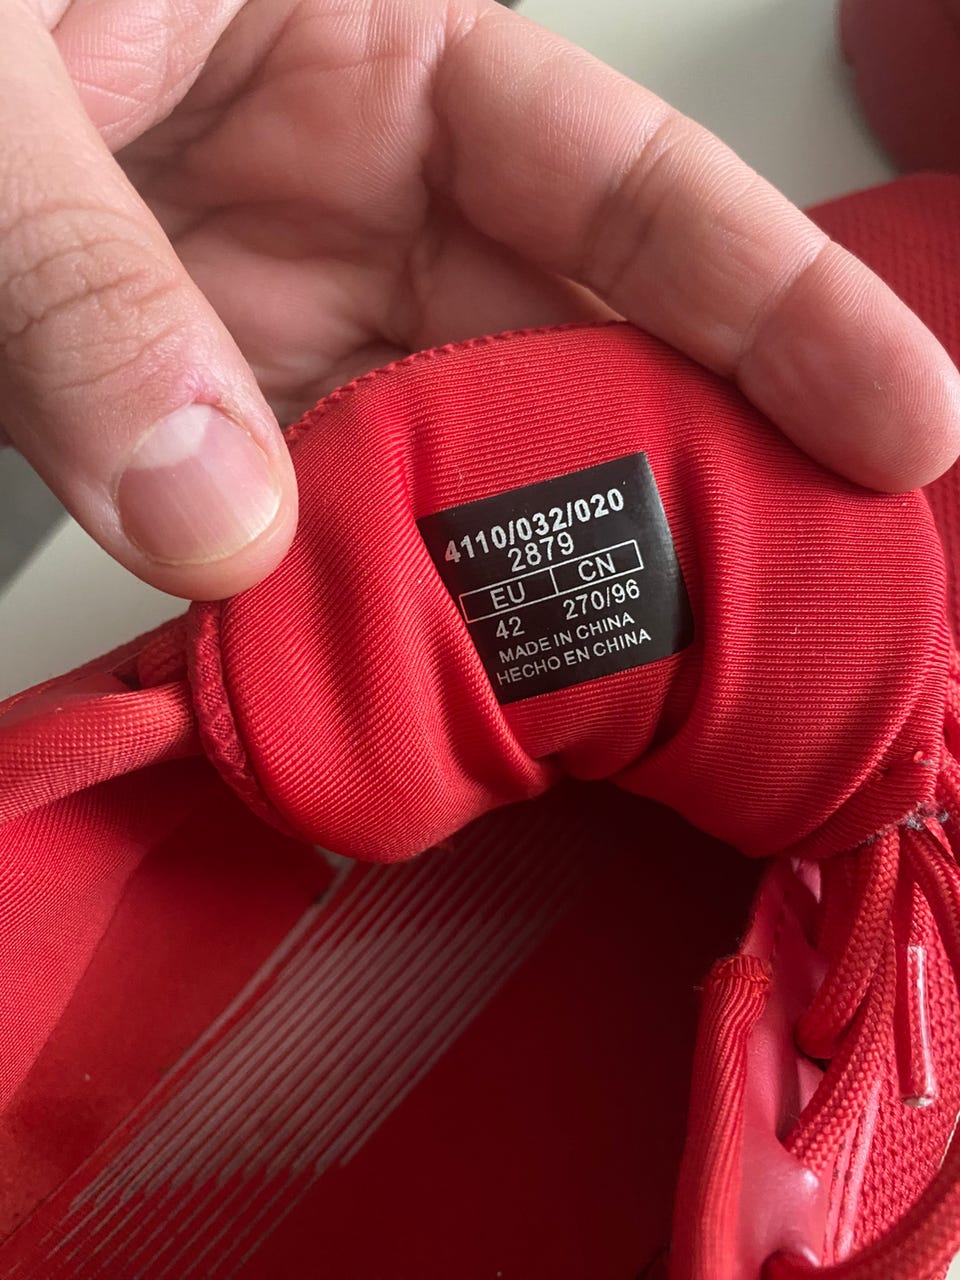 4110/032/020
2879
EU CN
42 270/96
MADE IN CHINA
HECHO EN CHINA